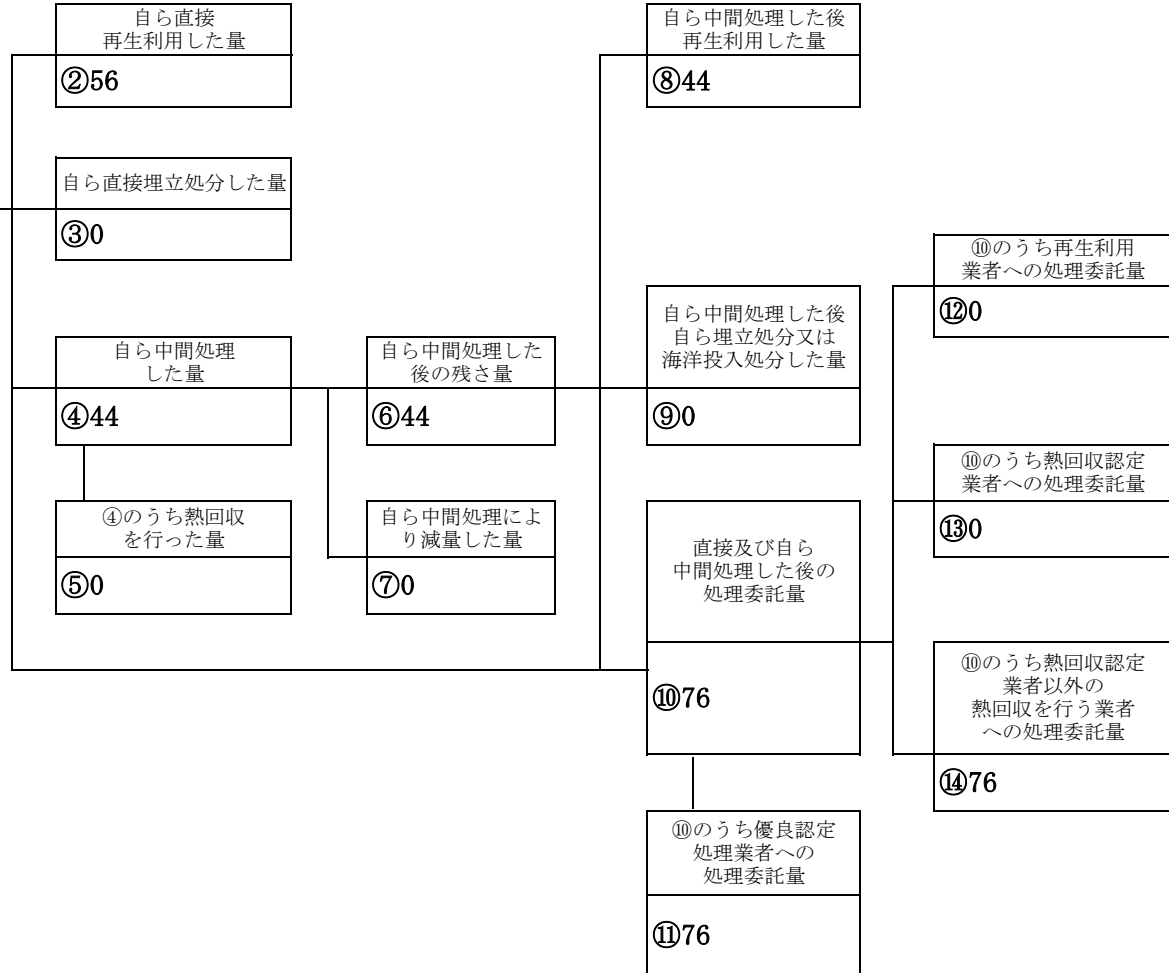 自ら直接
再生利用した量
②56
自ら直接埋立処分した量
③0
自ら中間処理
した量
④44
④のうち熱回収
を行った量
⑤0
自ら中間処理した
後の残さ量
⑥44
自ら中間処理によ
り減量した量
⑦0
自ら中間処理した後
再生利用した量
⑧44
自ら中間処理した後
自ら埋立処分又は
海洋投入処分した量
⑨0
直接及び自ら
中間処理した後の
処理委託量
⑩76
⑩のうち優良認定
処理業者への
処理委託量
⑪76
⑩のうち再生利用
業者への処理委託量
⑫0
⑩のうち熱回収認定
業者への処理委託量
⑬0
⑩のうち熱回収認定
業者以外の
熱回収を行う業者
への処理委託量
⑭76